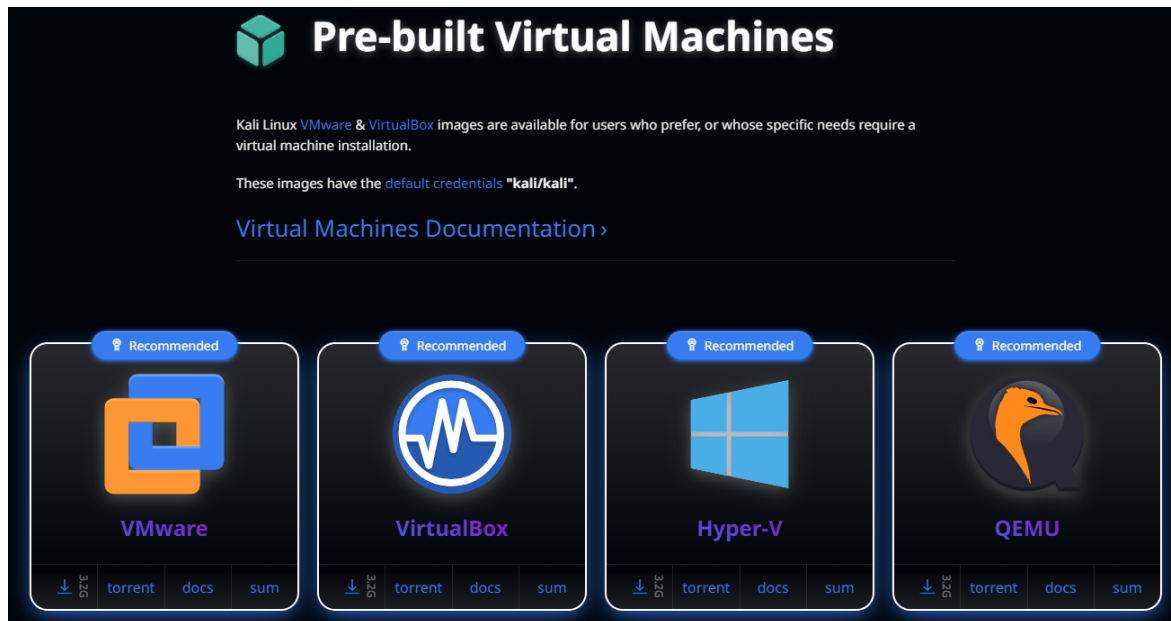 Pre-built Virtual Machines
Kali Linux VMware & VirtualBox images are available for users who prefer, or whose specific needs require a
virtual machine installation.
These images have the default credentials "kali/kali".
Virtual Machines Documentation ›
Recommended
VMware
3.2G torrent docs sum
Recommended
VirtualBox
3.2G torrent docs sum
Recommended
Hyper-V
3.2G torrent docs sum
Recommended
QEMU
3.2G torrent docs sum